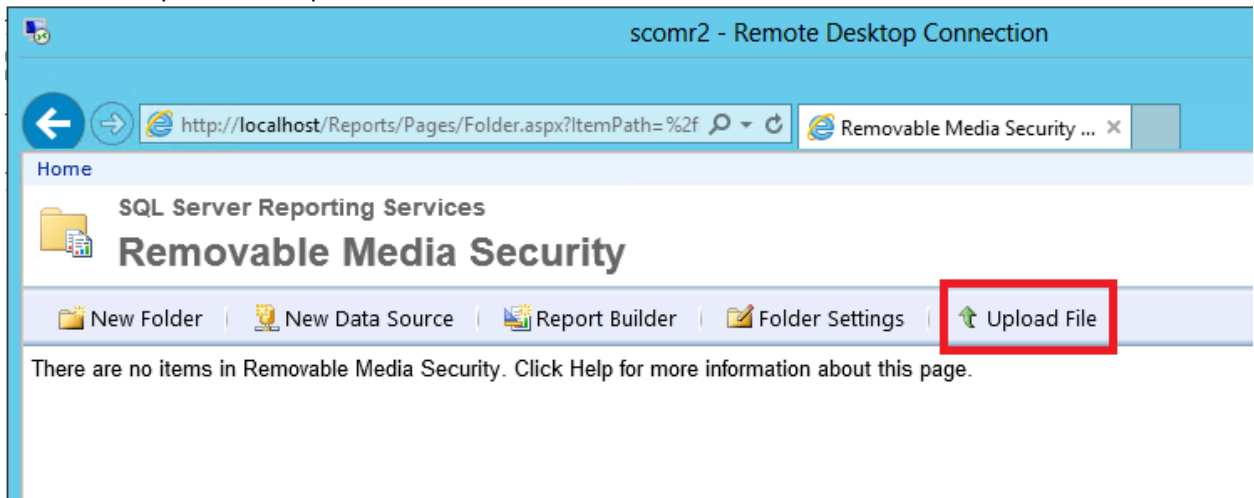 scomr2 - Remote Desktop Connection
http://localhost/Reports/Pages/Folder.aspx?ItemPath=%2f
Removable Media Security ...
Home
SQL Server Reporting Services
Removable Media Security
New Folder New Data Source Report Builder Folder Settings Upload File
There are no items in Removable Media Security. Click Help for more information about this page.